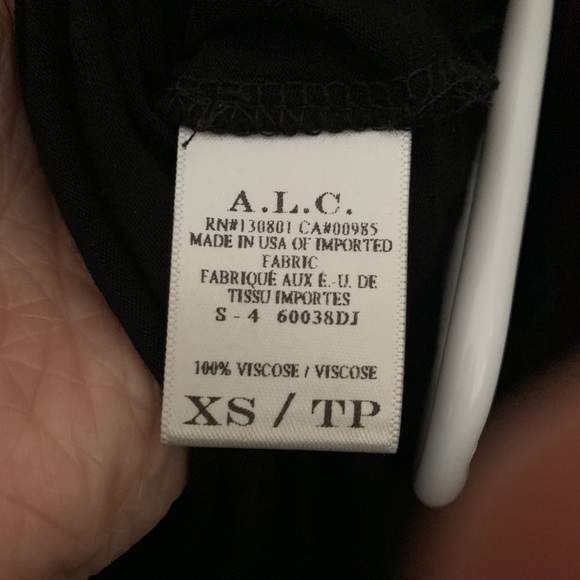 A.L.C.
RN#130801 CA#00985
MADE IN USA OF IMPORTED
FABRIC
FABRIQUÉ AUX É.-U. DE
TISSU IMPORTES
S - 4 60038DJ
100% VISCOSE / VISCOSE
XS / TP